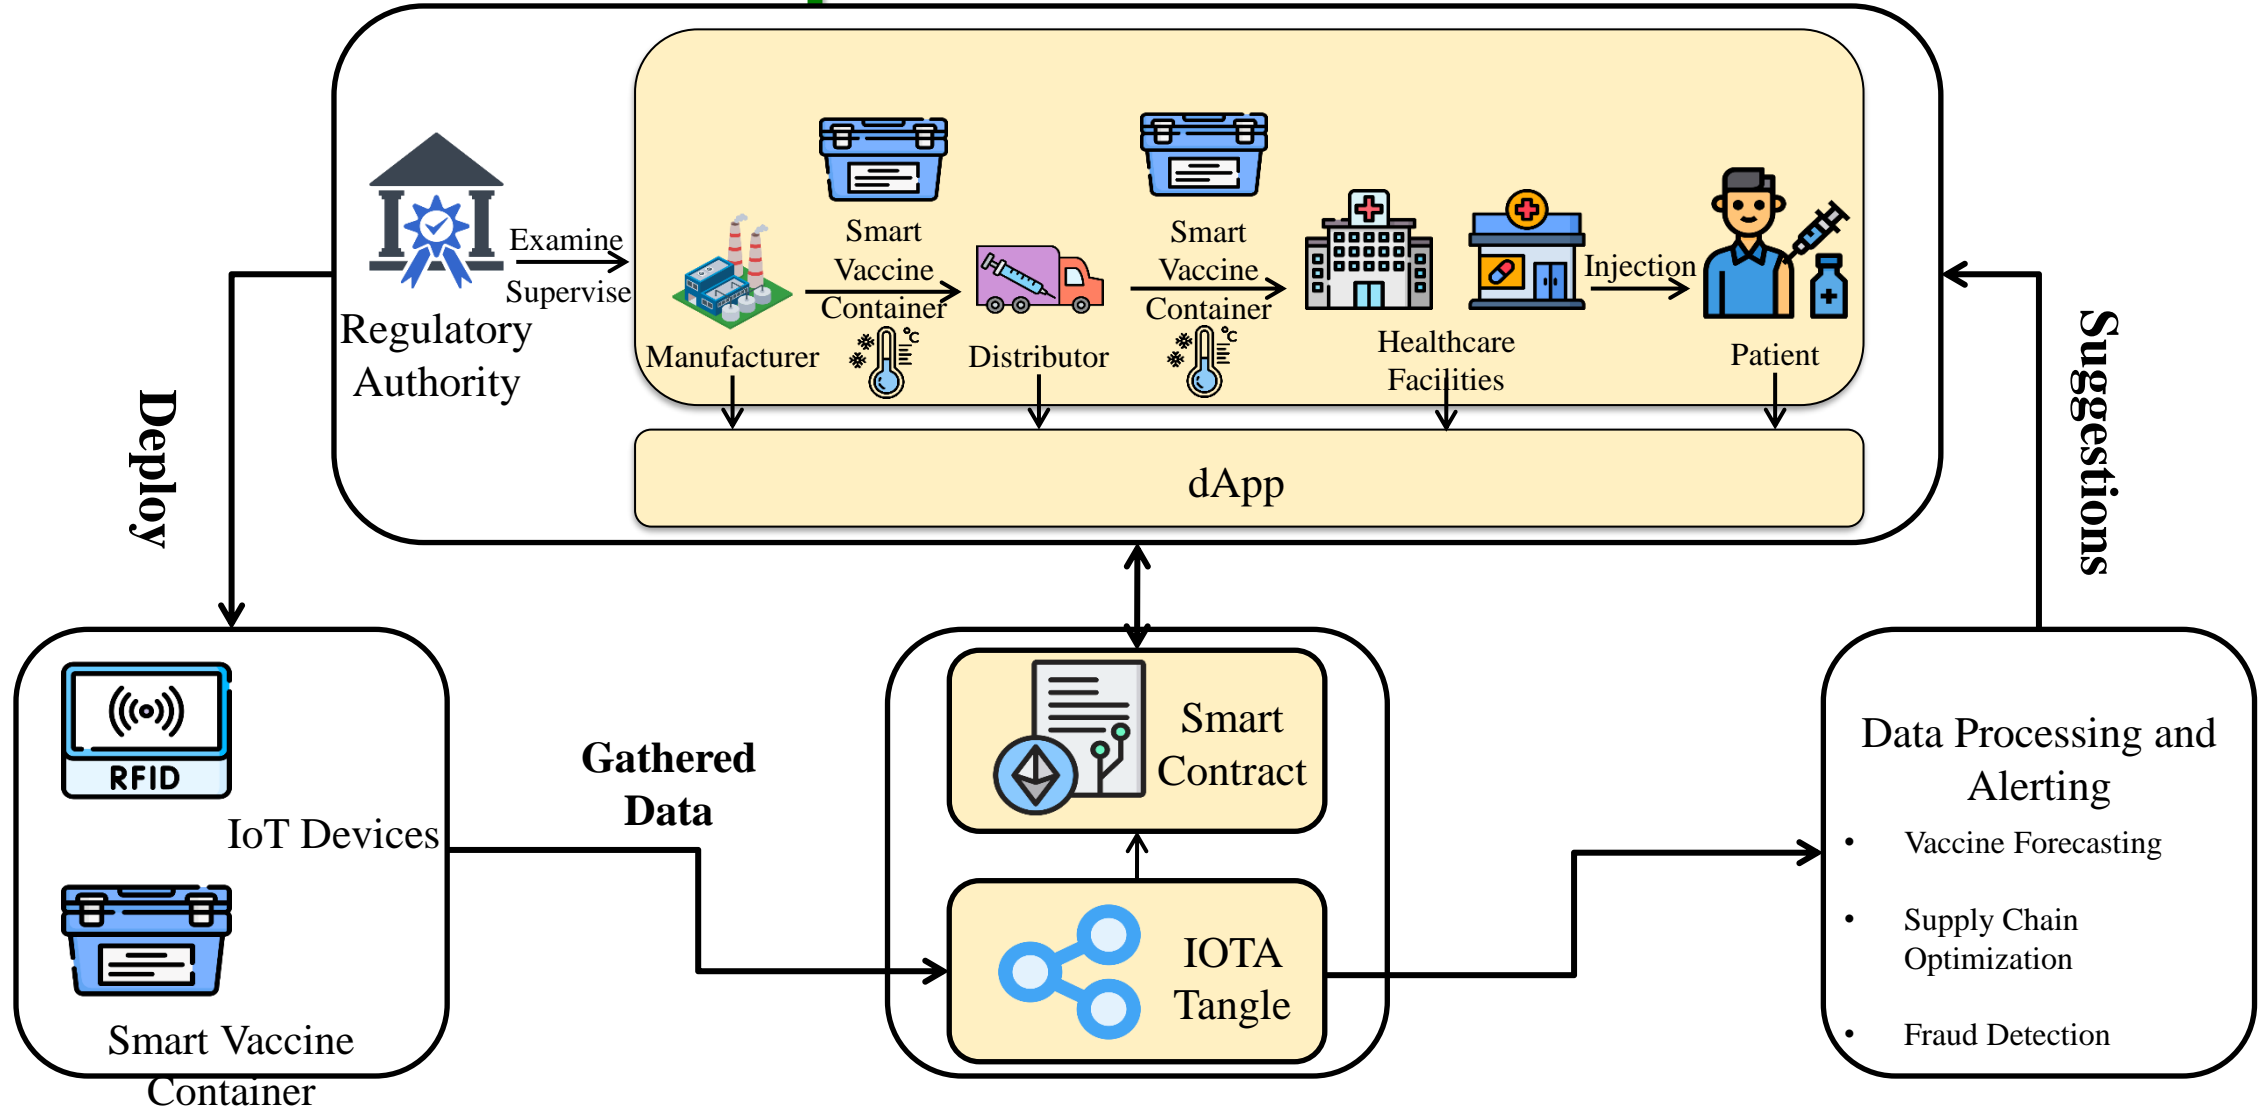 Examine
Supervise
Regulatory
Authority
Manufacturer
Smart
Vaccine
Container
°C
Distributor
Smart
Vaccine
Container
°C
Healthcare
Facilities
Injection
Patient
dApp
Deploy
Suggestions
RFID
IoT Devices
Smart Vaccine
Container
Gathered
Data
Smart
Contract
IOTA
Tangle
Data Processing and
Alerting
• Vaccine Forecasting
• Supply Chain
Optimization
• Fraud Detection